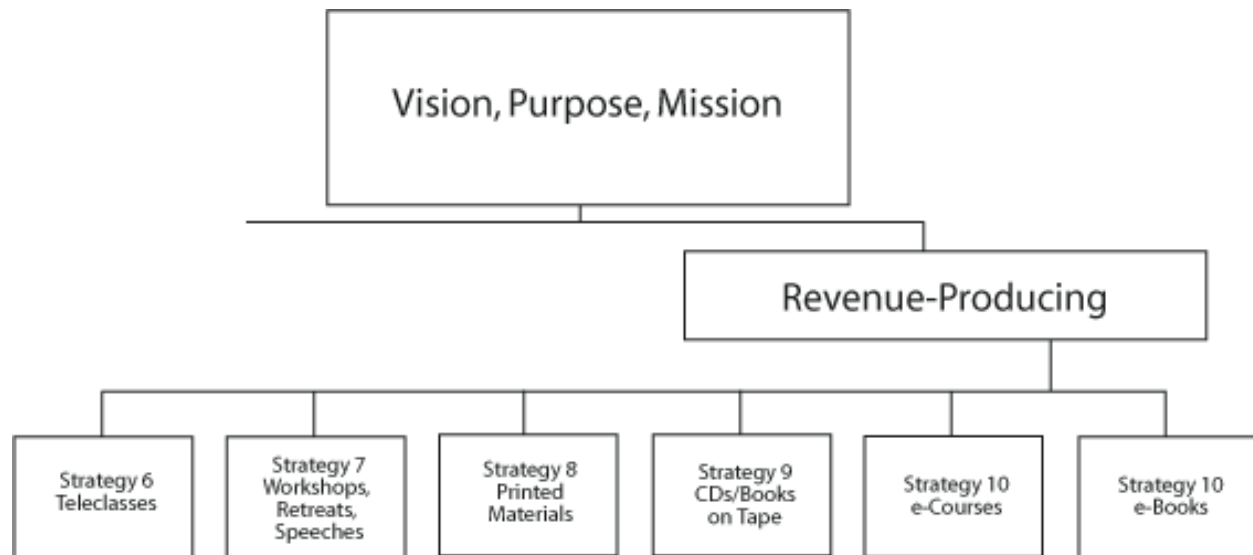 Vision, Purpose, Mission
Revenue-Producing
Strategy 6
Teleclasses
Strategy 7
Workshops,
Retreats,
Speeches
Strategy 8
Printed
Materials
Strategy 9
CDs/Books
on Tape
Strategy 10
e-Courses
Strategy 10
e-Books